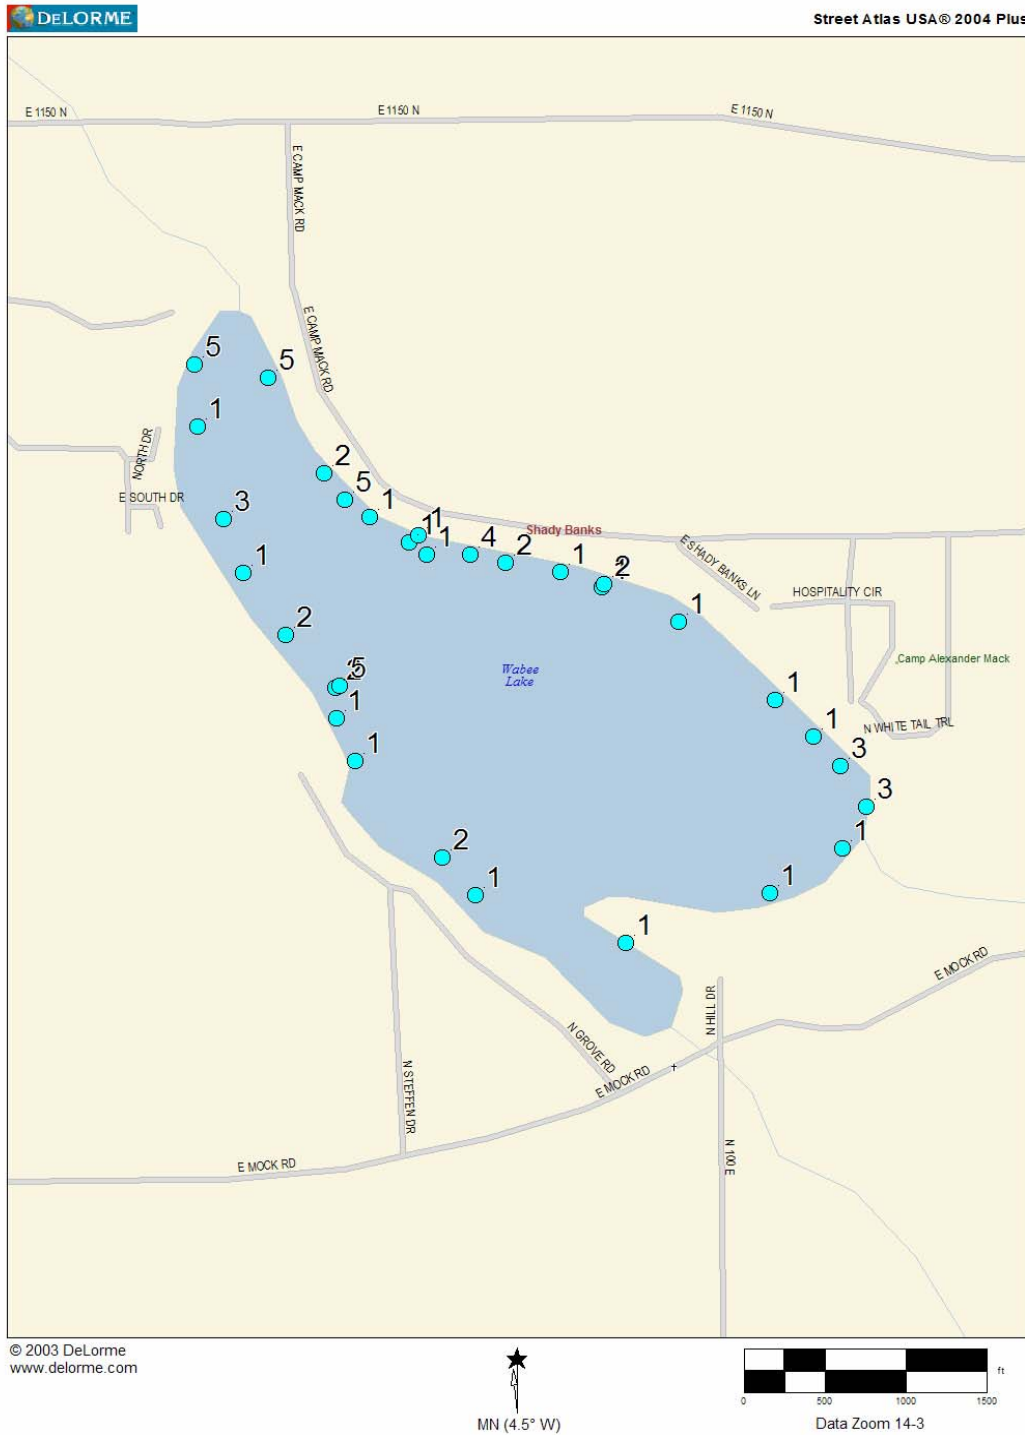 DELORME
Street Atlas USA® 2004 Plus
E 1150 N
E 1150 N
E 1150 N
E CAMP MACK RD
E CAMP MACK RD
5
5
1
NORTH DR
2
E SOUTH DR
5
3
1
1
1
1
4
2
Shady Banks
1
2
E SHADY BANKS LN
HOSPITALITY CIR
1
1
2
Wabee
Lake
Camp Alexander Mack
5
1
1
N WHITE TAIL TRL
1
1
3
3
2
1
1
1
1
E MOCK RD
N HILL DR
N GROVE RD
E MOCK RD
N STEFFEN DR
N 100 E
E MOCK RD
© 2003 DeLorme
www.delorme.com
MN (4.5° W)
0 500 1000 1500
ft
Data Zoom 14-3